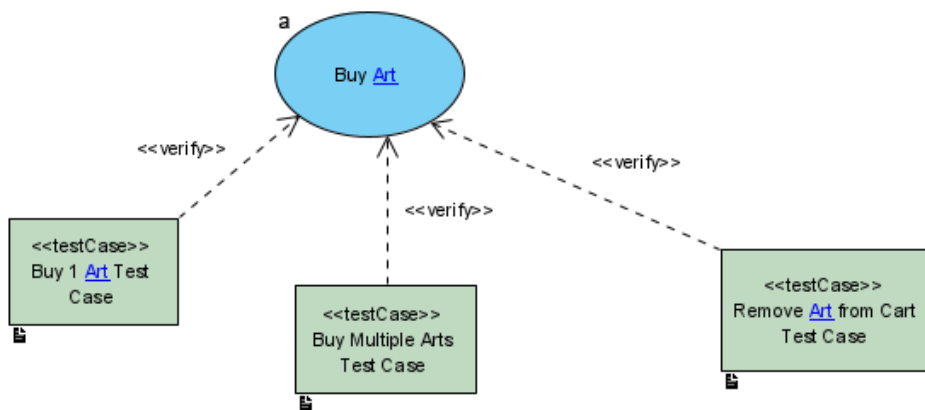 a
Buy Art
<<verify>>
<<verify>>
<<verify>>
<<testCase>>
Buy 1 Art Test
Case
<<testCase>>
Buy Multiple Arts
Test Case
<<testCase>>
Remove Art from Cart
Test Case